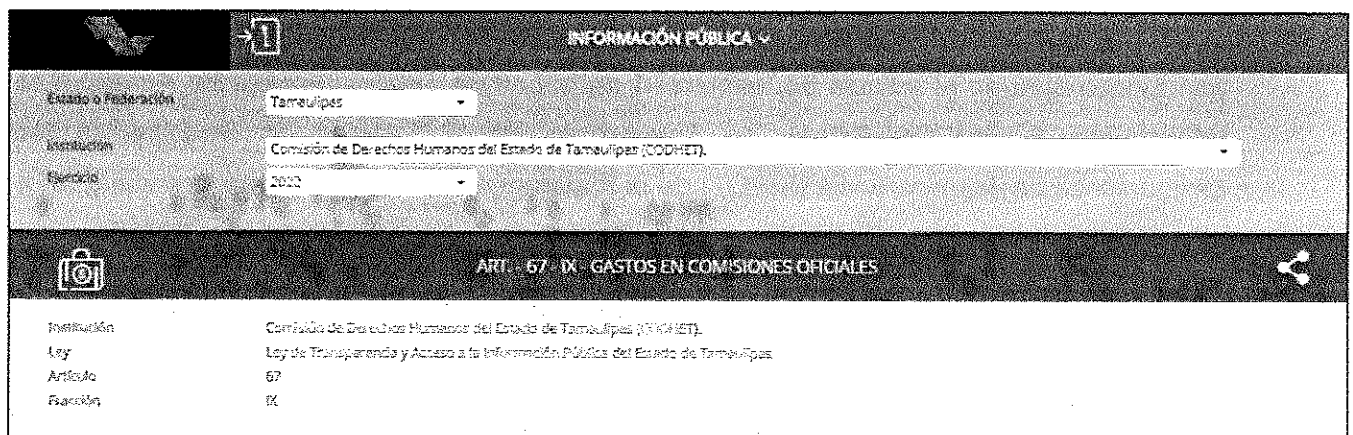 INFORMACIÓN PÚBLICA
Estado o Federación Tamaulipas
Institución Comisión de Derechos Humanos del Estado de Tamaulipas (CODHET).
Ejercicio 2022
ART. - 67 - IX - GASTOS EN COMISIONES OFICIALES
Institución Comisión de Derechos Humanos del Estado de Tamaulipas (CODHET).
Ley Ley de Transparencia y Acceso a la Información Pública del Estado de Tamaulipas
Artículo 67
Fracción IX